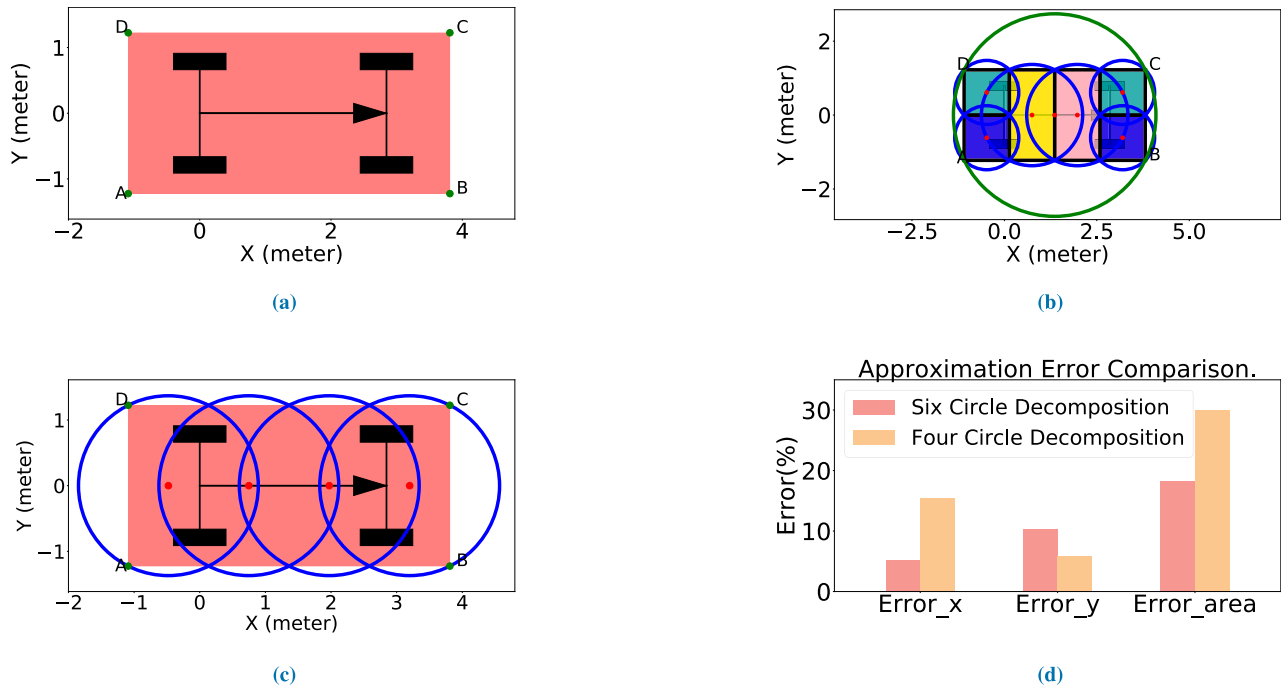 D
C
1
0
−1
A
B
−2
0
2
4
Y (meter)
X (meter)
(a)
2
0
−2
D
C
A
B
−2.5
0.0
2.5
5.0
Y (meter)
X (meter)
(b)
D
C
1
0
−1
A
B
−2
−1
0
1
2
3
4
Y (meter)
X (meter)
(c)
Approximation Error Comparison.
Six Circle Decomposition
Four Circle Decomposition
30
20
10
0
Error(%)
Error_x
Error_y
Error_area
(d)